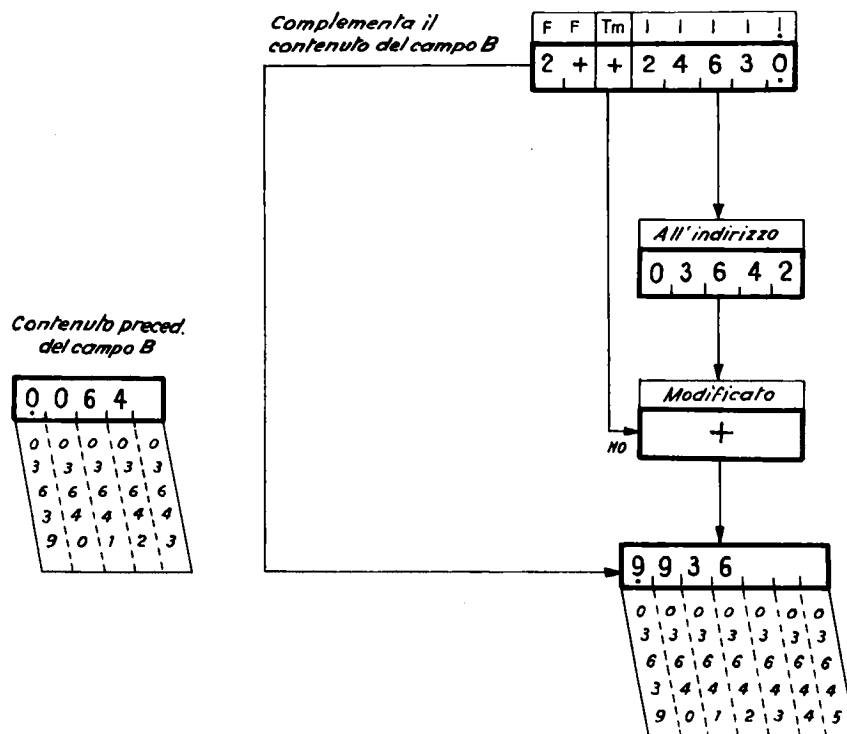 Complementa il
contenuto del campo B
F F Tm I I I I I
2 + + 2 4 6 3 0
All' indirizzo
0 3 6 4 2
Contenuto preced.
del campo B
0 0 6 4
0 0 0 0 0
3 3 3 3 3
6 6 6 6 6
3 4 4 4 4
9 0 1 2 3
Modificato
NO
+
9 9 3 6
0 0 0 0 0 0 0
3 3 3 3 3 3 3
6 6 6 6 6 6 6
3 4 4 4 4 4 4
9 0 1 2 3 4 5